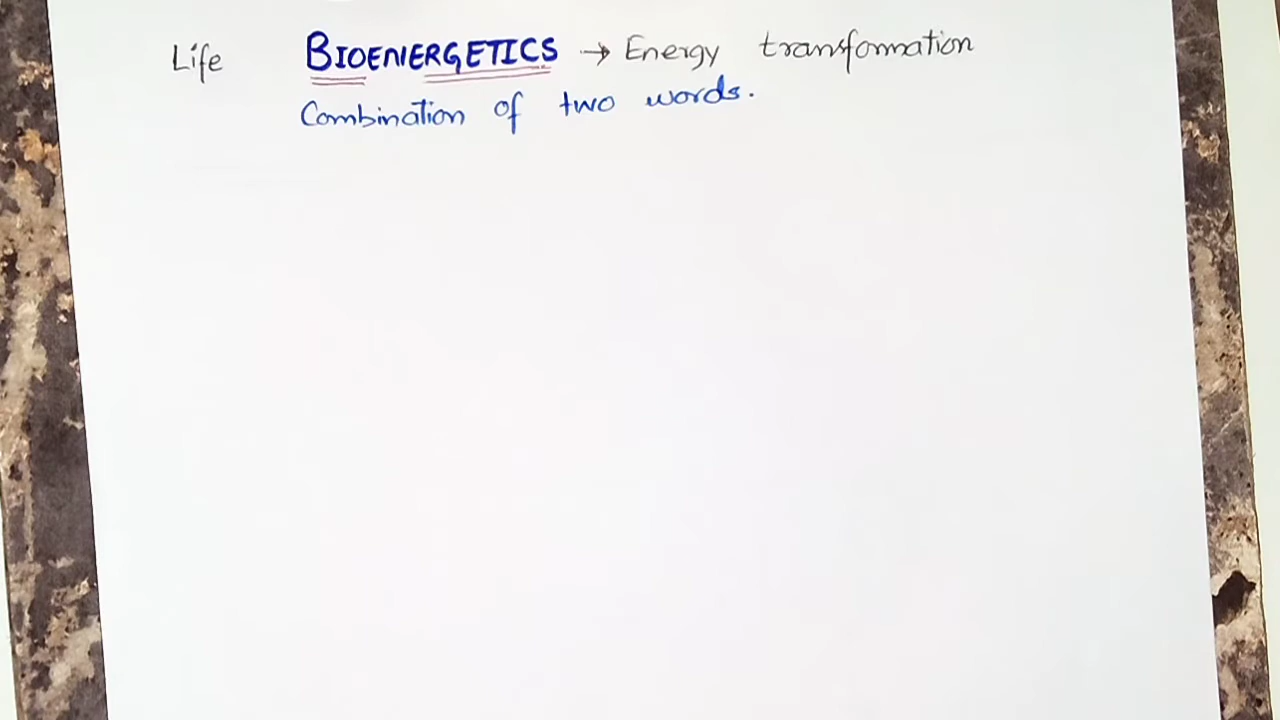 Life BIOENERGETICS → Energy transformation
Combination of two words.